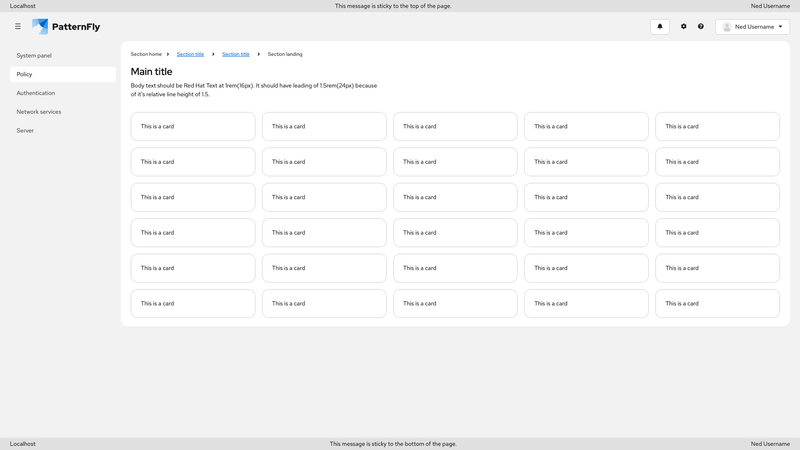 Localhost This message is sticky to the top of the page. Ned Username
PatternFly Ned Username
System panel
Policy
Authentication
Network services
Server
Section home Section title Section title Section landing
Main title
Body text should be Red Hat Text at 1rem(16px). It should have leading of 1.5rem(24px) because
of it's relative line height of 1.5.
This is a card This is a card This is a card This is a card This is a card
This is a card This is a card This is a card This is a card This is a card
This is a card This is a card This is a card This is a card This is a card
This is a card This is a card This is a card This is a card This is a card
This is a card This is a card This is a card This is a card This is a card
This is a card This is a card This is a card This is a card This is a card
Localhost This message is sticky to the bottom of the page. Ned Username